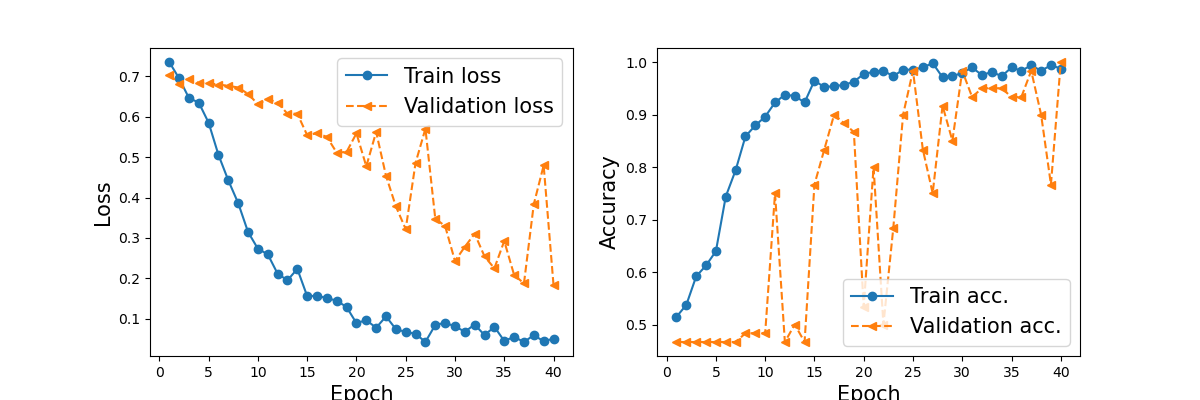 Train loss
Validation loss
Loss
0.7
0.6
0.5
0.4
0.3
0.2
0.1
0 5 10 15 20 25 30 35 40
Epoch
Train acc.
Validation acc.
Accuracy
1.0
0.9
0.8
0.7
0.6
0.5
0 5 10 15 20 25 30 35 40
Epoch